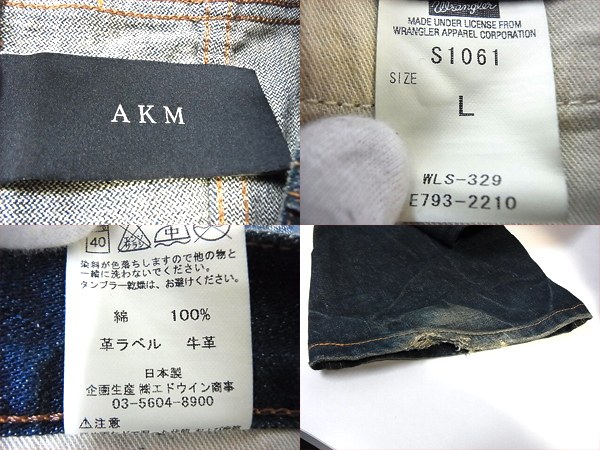 AKM
Wrangler
MADE UNDER LICENSE FROM
WRANGLER APPAREL CORPORATION
S1061
SIZE
L
WLS-329
E793-2210
40
染料が色落ちしますので他の物と
一緒に洗わないでください。
タンブラー乾燥は、お避けください。
綿 100%
革ラベル 牛革
日本製
企画生産 ㈱エドウイン商事
03-5604-8900
⚠注意